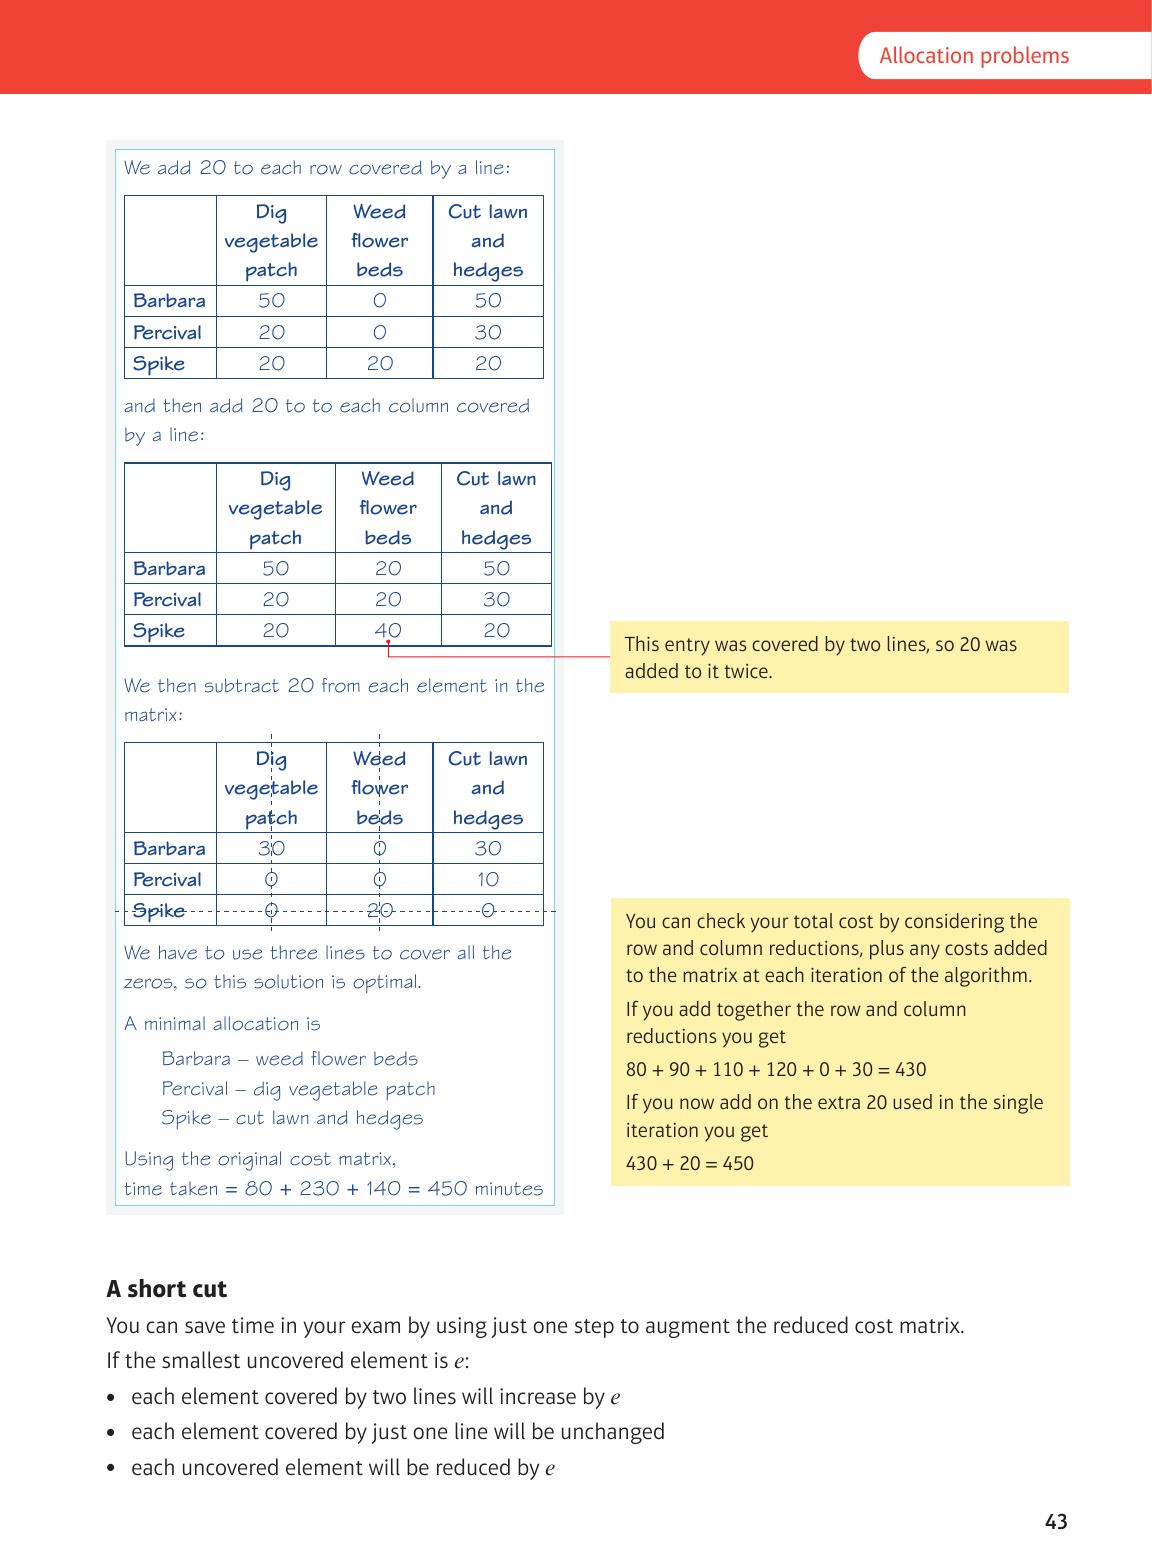 Allocation problems
We add 20 to each row covered by a line:
Dig vegetable patch Weed flower beds Cut lawn and hedges
Barbara 50 0 50
Percival 20 0 30
Spike 20 20 20
and then add 20 to to each column covered
by a line:
Dig vegetable patch Weed flower beds Cut lawn and hedges
Barbara 50 20 50
Percival 20 20 30
Spike 20 40 20
This entry was covered by two lines, so 20 was
added to it twice.
We then subtract 20 from each element in the
matrix:
Dig vegetable patch Weed flower beds Cut lawn and hedges
Barbara 30 0 30
Percival 0 0 10
Spike 0 20 0
We have to use three lines to cover all the
zeros, so this solution is optimal.
A minimal allocation is
Barbara – weed flower beds
Percival – dig vegetable patch
Spike – cut lawn and hedges
Using the original cost matrix,
time taken = 80 + 230 + 140 = 450 minutes
You can check your total cost by considering the
row and column reductions, plus any costs added
to the matrix at each iteration of the algorithm.
If you add together the row and column
reductions you get
80 + 90 + 110 + 120 + 0 + 30 = 430
If you now add on the extra 20 used in the single
iteration you get
430 + 20 = 450
A short cut
You can save time in your exam by using just one step to augment the reduced cost matrix.
If the smallest uncovered element is e:
• each element covered by two lines will increase by e
• each element covered by just one line will be unchanged
• each uncovered element will be reduced by e
43